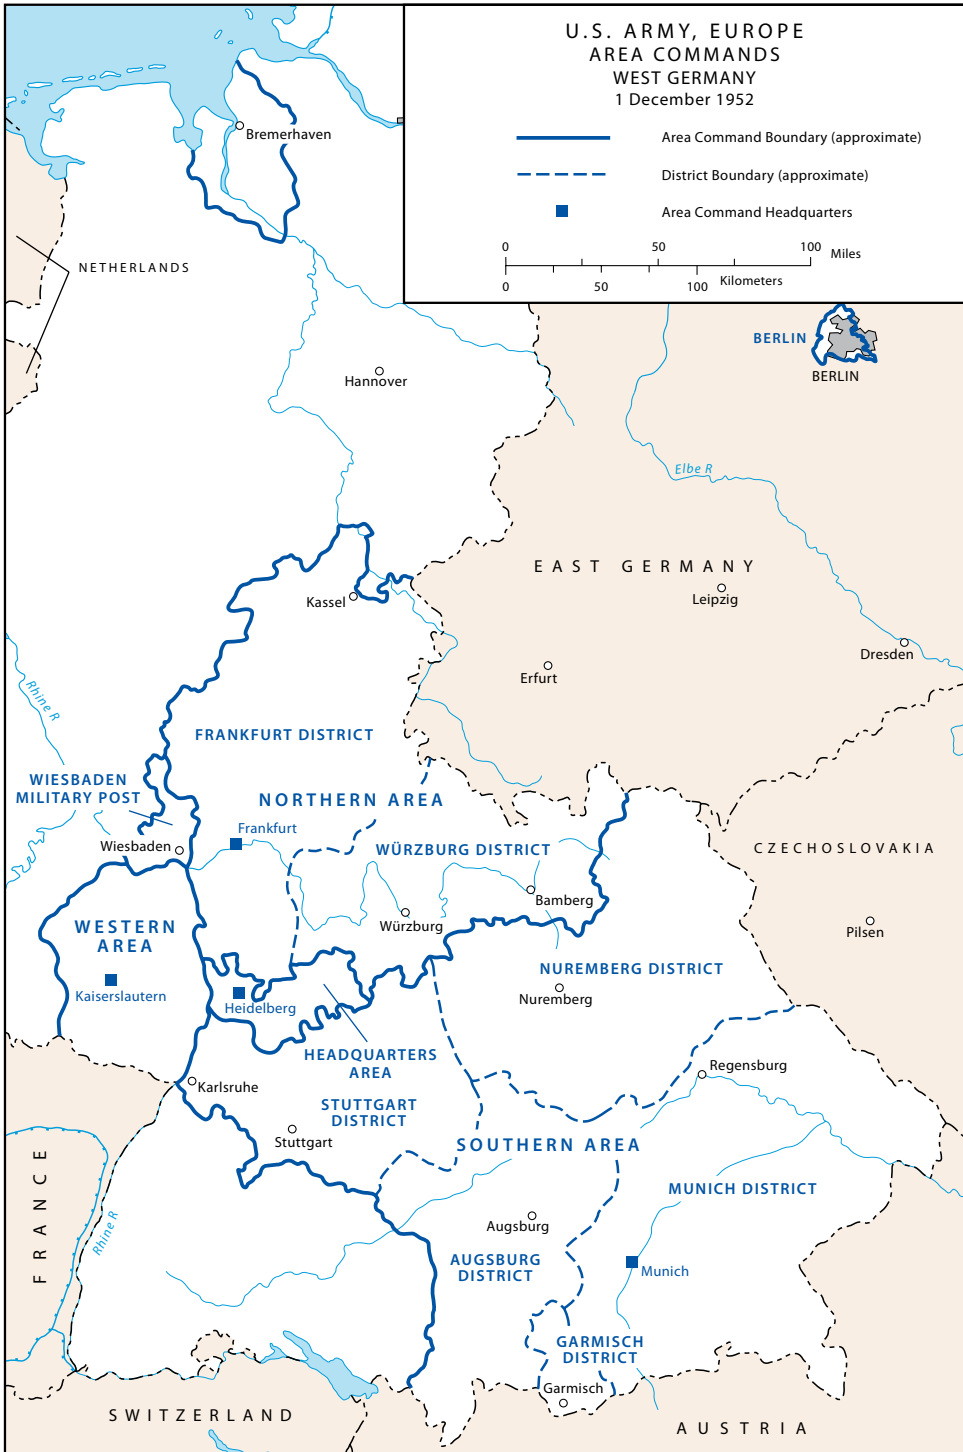 U.S. ARMY, EUROPE
AREA COMMANDS
WEST GERMANY
1 December 1952
Area Command Boundary (approximate)
District Boundary (approximate)
Area Command Headquarters
0 50 100
Miles
0 50 100
Kilometers
Bremerhaven
NETHERLANDS
BERLIN
BERLIN
Hannover
Elbe R
EAST GERMANY
Leipzig
Kassel
Dresden
Erfurt
Rhine R
FRANKFURT DISTRICT
WIESBADEN
MILITARY POST
NORTHERN AREA
Frankfurt
Wiesbaden
WÜRZBURG DISTRICT
CZECHOSLOVAKIA
Bamberg
WESTERN
AREA
Würzburg
Pilsen
NUREMBERG DISTRICT
Kaiserslautern
Heidelberg
Nuremberg
HEADQUARTERS
AREA
Regensburg
Karlsruhe
STUTTGART
DISTRICT
Stuttgart
SOUTHERN AREA
MUNICH DISTRICT
FRANCE
Rhine R
Augsburg
AUGSBURG
DISTRICT
Munich
GARMISCH
DISTRICT
Garmisch
SWITZERLAND
AUSTRIA